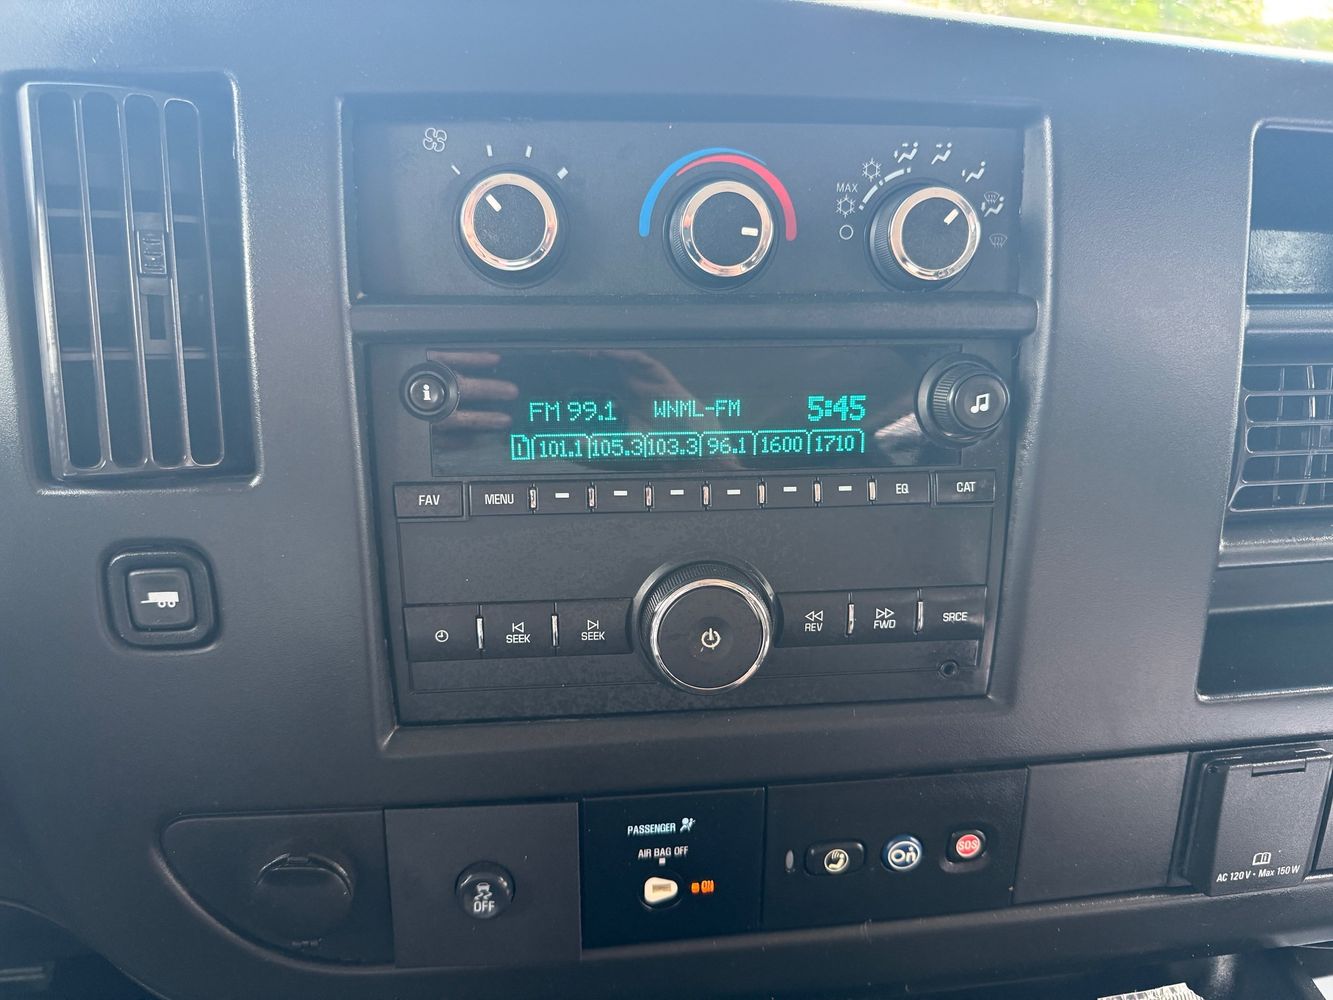 MAX
FM 99.1 WNML-FM 5:45
1 101.1 105.3 103.3 96.1 1600 1710
FAV MENU EQ CAT
SEEK SEEK REV FWD SRCE
PASSENGER
AIR BAG OFF
ON
OFF
On
SOS
AC 120 V - Max 150 W